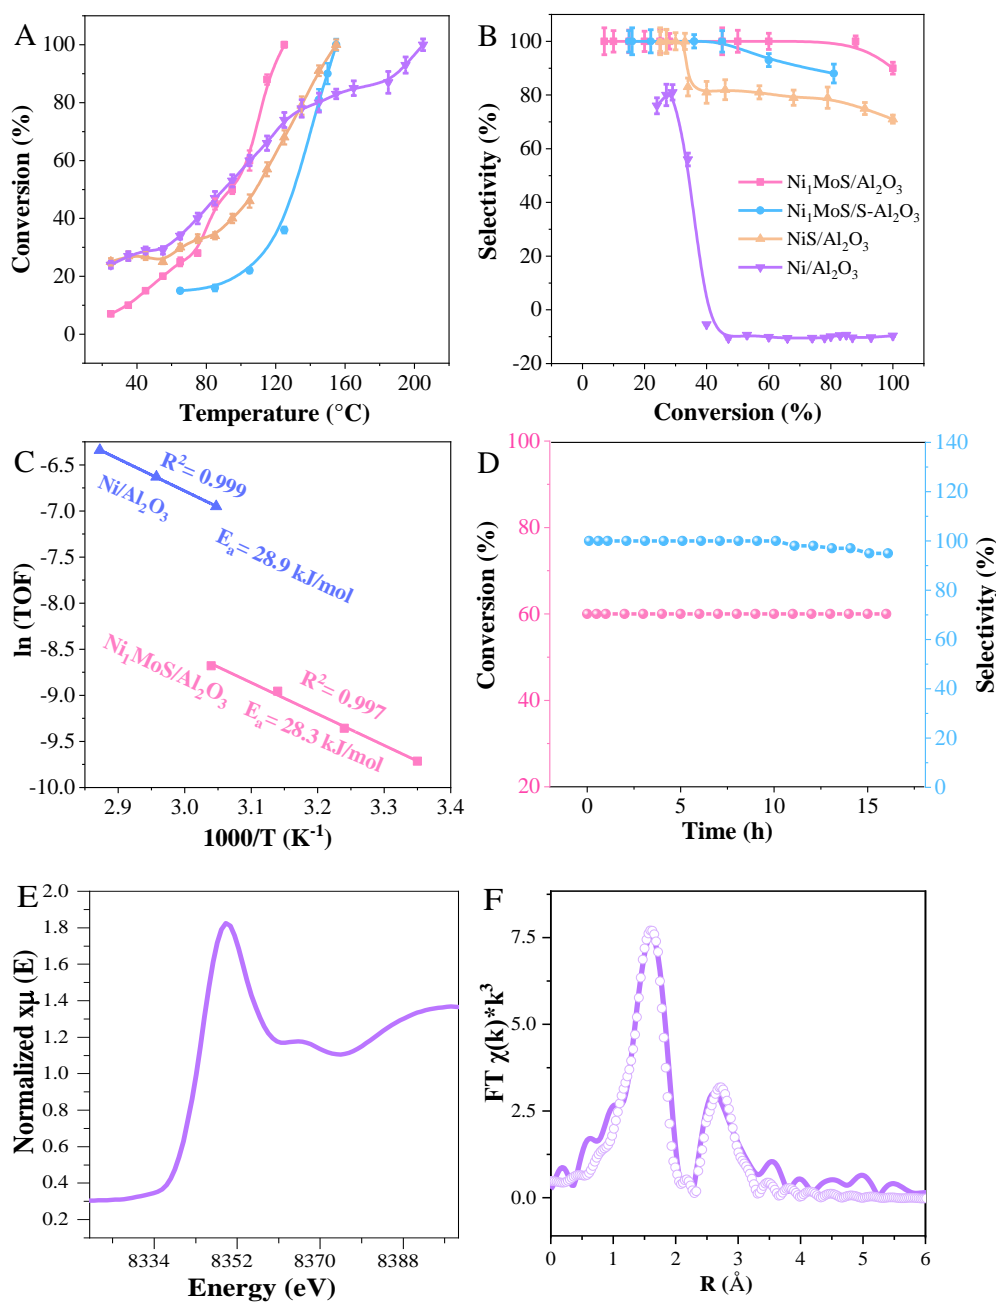 A
Conversion (%)
100
80
60
40
20
0
40
80
120
160
200
Temperature (°C)
B
Selectivity (%)
100
80
60
40
20
0
-20
Ni₁MoS/Al₂O₃
Ni₁MoS/S-Al₂O₃
NiS/Al₂O₃
Ni/Al₂O₃
0
20
40
60
80
100
Conversion (%)
C
ln (TOF)
-6.5
-7.0
-7.5
-8.0
-8.5
-9.0
-9.5
-10.0
R²= 0.999
Ni/Al₂O₃
Eₐ = 28.9 kJ/mol
Ni₁MoS/Al₂O₃
R²= 0.997
Eₐ = 28.3 kJ/mol
2.9
3.0
3.1
3.2
3.3
3.4
1000/T (K⁻¹)
D
Conversion (%)
100
80
60
40
20
140
120
100
80
60
40
20
0
Selectivity (%)
0
5
10
15
Time (h)
E
Normalized xμ (E)
2.0
1.8
1.6
1.4
1.2
1.0
0.8
0.6
0.4
0.2
8334
8352
8370
8388
Energy (eV)
F
FT χ(k)*k³
7.5
5.0
2.5
0.0
0
1
2
3
4
5
6
R (Å)